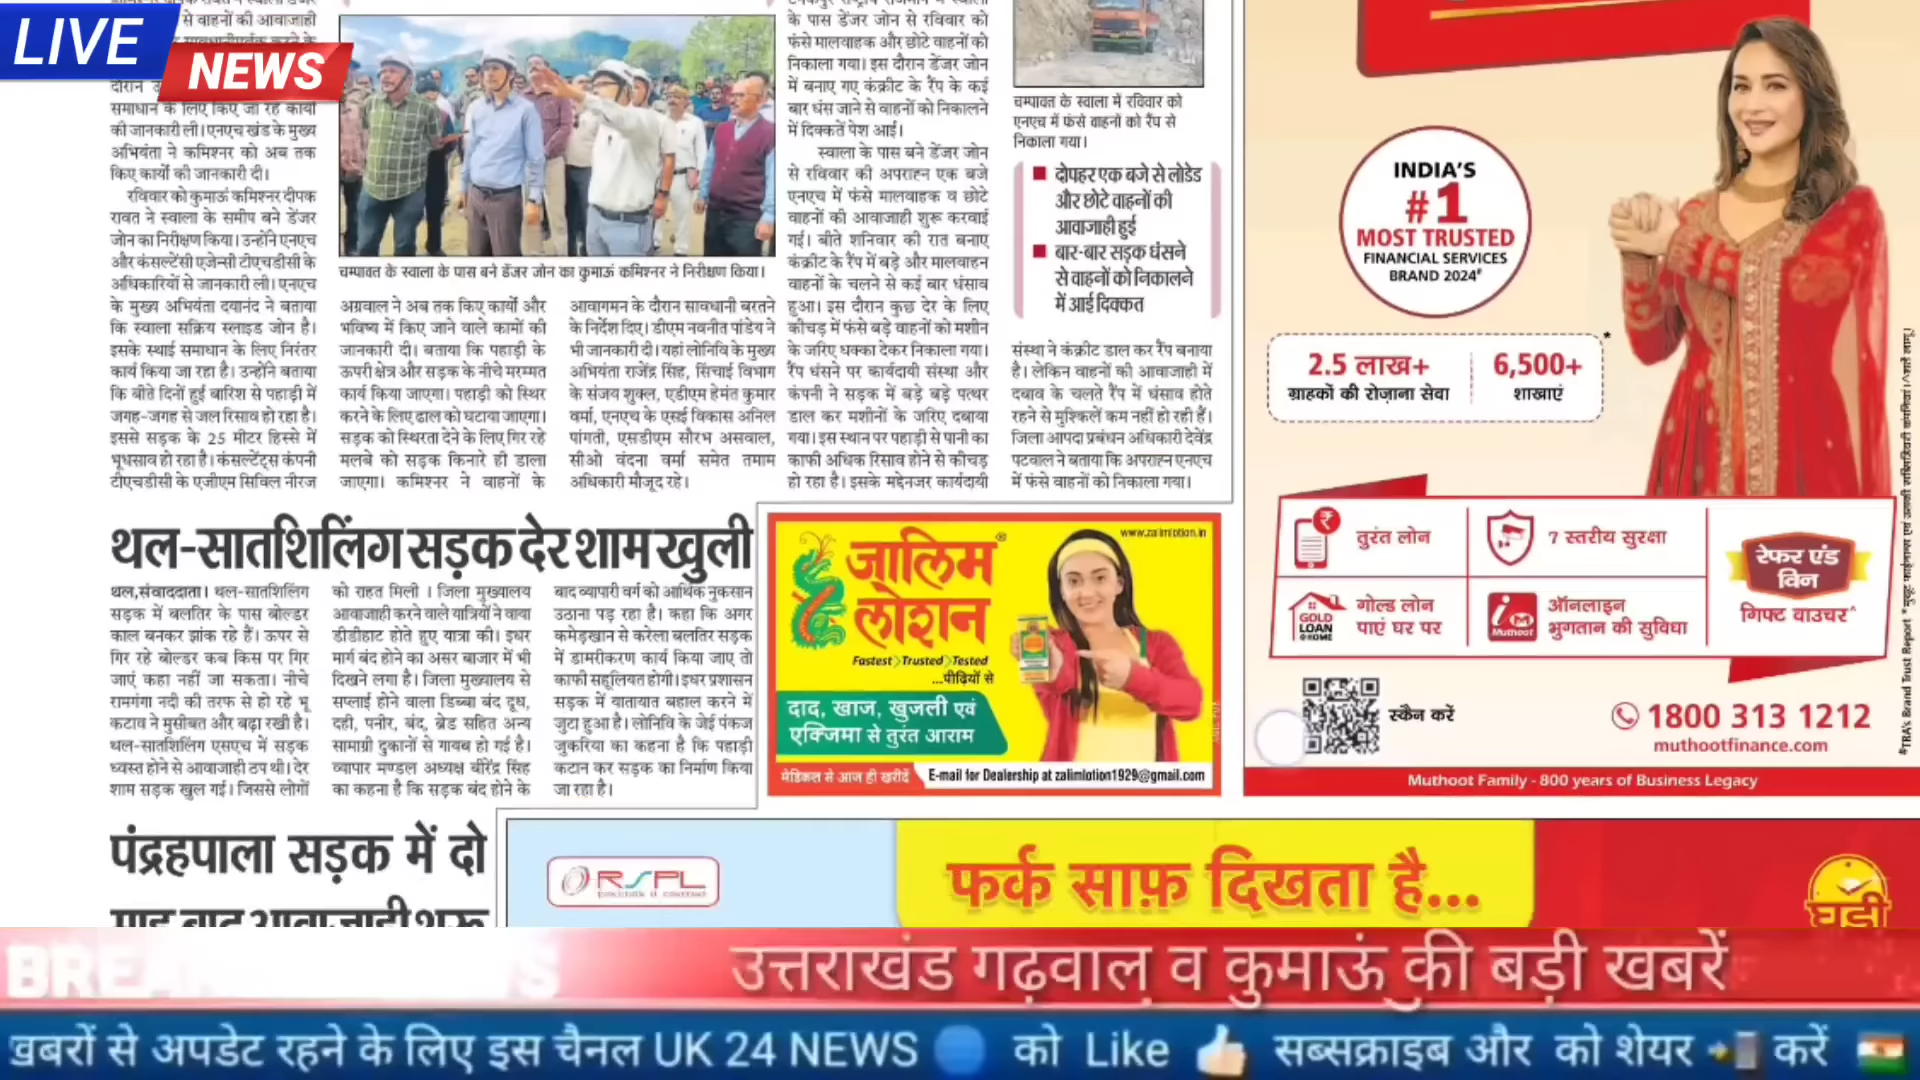 LIVE
NEWS
से वाहनों की आवाजाही
समाधान के लिए किए जा रहे कार्यों
की जानकारी ली। एनएच खंड के मुख्य
अभियंता ने कमिश्नर को अब तक
किए कार्यों की जानकारी दी।
रविवार को कुमाऊं कमिश्नर दीपक
रावत ने स्वाला के समीप बने डेंजर
जोन का निरीक्षण किया। उन्होंने एनएच
और कंसल्टेंसी एजेन्सी टीएचडीसी के
अधिकारियों से जानकारी ली। एनएच
के मुख्य अभियंता दयानंद ने बताया
कि स्वाला सक्रिय स्लाइड जोन है।
इसके स्थाई समाधान के लिए निरंतर
कार्य किया जा रहा है। उन्होंने बताया
कि बीते दिनों हुई बारिश से पहाड़ी में
जगह-जगह से जल रिसाव हो रहा है।
इससे सड़क के 25 मीटर हिस्से में
भूधसाव हो रहा है। कंसल्टेंट्स कंपनी
टीएचडीसी के एजीएम सिविल नीरज
चम्पावत के स्वाला के पास बने डेंजर जोन का कुमाऊं कमिश्नर ने निरीक्षण किया।
अग्रवाल ने अब तक किए कार्यों और
भविष्य में किए जाने वाले कामों की
जानकारी दी। बताया कि पहाड़ी के
ऊपरी क्षेत्र और सड़क के नीचे मरम्मत
कार्य किया जाएगा। पहाड़ी को स्थिर
करने के लिए ढाल को घटाया जाएगा।
सड़क को स्थिरता देने के लिए गिर रहे
मलबे को सड़क किनारे ही डाला
जाएगा। कमिश्नर ने वाहनों के
आवागमन के दौरान सावधानी बरतने
के निर्देश दिए। डीएम नवनीत पांडेय ने
भी जानकारी दी। यहां लोनिवि के मुख्य
अभियंता राजेंद्र सिंह, सिंचाई विभाग
के संजय शुक्ल, एडीएम हेमंत कुमार
वर्मा, एनएच के एसई विकास अनिल
पांगती, एसडीएम सौरभ असवाल,
सीओ वंदना वर्मा समेत तमाम
अधिकारी मौजूद रहे।
के पास डेंजर जोन से रविवार को
फंसे मालवाहक और छोटे वाहनों को
निकाला गया। इस दौरान डेंजर जोन
में बनाए गए कंक्रीट के रैंप के कई
बार धंस जाने से वाहनों को निकालने
में दिक्कतें पेश आई।
स्वाला के पास बने डेंजर जोन
से रविवार की अपराह्न एक बजे
एनएच में फंसे मालवाहक व छोटे
वाहनों की आवाजाही शुरू करवाई
गई। बीते शनिवार की रात बनाए
कंक्रीट के रैंप में बड़े और मालवाहन
वाहनों के चलने से कई बार धंसाव
हुआ। इस दौरान कुछ देर के लिए
कीचड़ में फंसे बड़े वाहनों को मशीन
के जरिए धक्का देकर निकाला गया।
रैंप धंसने पर कार्यदायी संस्था और
कंपनी ने सड़क में बड़े बड़े पत्थर
डाल कर मशीनों के जरिए दबाया
गया। इस स्थान पर पहाड़ी से पानी का
काफी अधिक रिसाव होने से कीचड़
हो रहा है। इसके मद्देनजर कार्यदायी
चम्पावत के स्वाला में रविवार को
एनएच में फंसे वाहनों को रैंप से
निकाला गया।
■ दोपहर एक बजे से लोडेड
और छोटे वाहनों की
आवाजाही हुई
■ बार-बार सड़क धंसने
से वाहनों को निकालने
में आई दिक्कत
संस्था ने कंक्रीट डाल कर रैंप बनाया
है। लेकिन वाहनों की आवाजाही में
दबाव के चलते रैंप में धंसाव होते
रहने से मुश्किलें कम नहीं हो रही हैं।
जिला आपदा प्रबंधन अधिकारी देवेंद्र
पटवाल ने बताया कि अपराह्न एनएच
में फंसे वाहनों को निकाला गया।
थल-सातशिलिंग सड़क देर शाम खुली
थल,संवाददाता। थल-सातशिलिंग
सड़क में बलतिर के पास बोल्डर
काल बनकर झांक रहे हैं। ऊपर से
गिर रहे बोल्डर कब किस पर गिर
जाएं कहा नहीं जा सकता। नीचे
रामगंगा नदी की तरफ से हो रहे भू
कटाव ने मुसीबत और बढ़ा रखी है।
थल-सातशिलिंग एसएच में सड़क
ध्वस्त होने से आवाजाही ठप थी। देर
शाम सड़क खुल गई। जिससे लोगों
को राहत मिली । जिला मुख्यालय
आवाजाही करने वाले यात्रियों ने वाया
डीडीहाट होते हुए यात्रा की। इधर
मार्ग बंद होने का असर बाजार में भी
दिखने लगा है। जिला मुख्यालय से
सप्लाई होने वाला डिब्बा बंद दूध,
दही, पनीर, बंद, ब्रेड सहित अन्य
सामाग्री दुकानों से गायब हो गई है।
व्यापार मण्डल अध्यक्ष बीरेंद्र सिंह
का कहना है कि सड़क बंद होने के
बाद व्यापारी वर्ग को आर्थिक नुकसान
उठाना पड़ रहा है। कहा कि अगर
कमेड़खान से करेला बलतिर सड़क
में डामरीकरण कार्य किया जाए तो
काफी सहूलियत होगी। इधर प्रशासन
सड़क में यातायात बहाल करने में
जुटा हुआ है। लोनिवि के जेई पंकज
जुकरिया का कहना है कि पहाड़ी
कटान कर सड़क का निर्माण किया
जा रहा है।
www.zalimlotion.in
जालिम®
लोशन
Fastest Trusted Tested
...पीढ़ियों से
दाद, खाज, खुजली एवं
एक्जिमा से तुरंत आराम
मेडिकल से आज ही खरीदें
E-mail for Dealership at zalimlotion1929@gmail.com
INDIA'S
#1
MOST TRUSTED
FINANCIAL SERVICES
BRAND 2024#
2.5 लाख+
ग्राहकों की रोज़ाना सेवा
6,500+
शाखाएं
*
तुरंत लोन
7 स्तरीय सुरक्षा
GOLD
LOAN
@HOME
गोल्ड लोन
पाएं घर पर
Muthoot
ऑनलाइन
भुगतान की सुविधा
रेफर एंड
विन
गिफ्ट वाउचर^
स्कैन करें
1800 313 1212
muthootfinance.com
Muthoot Family - 800 years of Business Legacy
पंद्रहपाला सड़क में दो
माह बाद आवाजाही शुरू
RSPL
फर्क साफ़ दिखता है...
घड़ी
उत्तराखंड गढ़वाल व कुमाऊं की बड़ी खबरें
खबरों से अपडेट रहने के लिए इस चैनल UK 24 NEWS 🔵 को Like 👍 सब्सक्राइब और को शेयर 📲 करें 🇮🇳